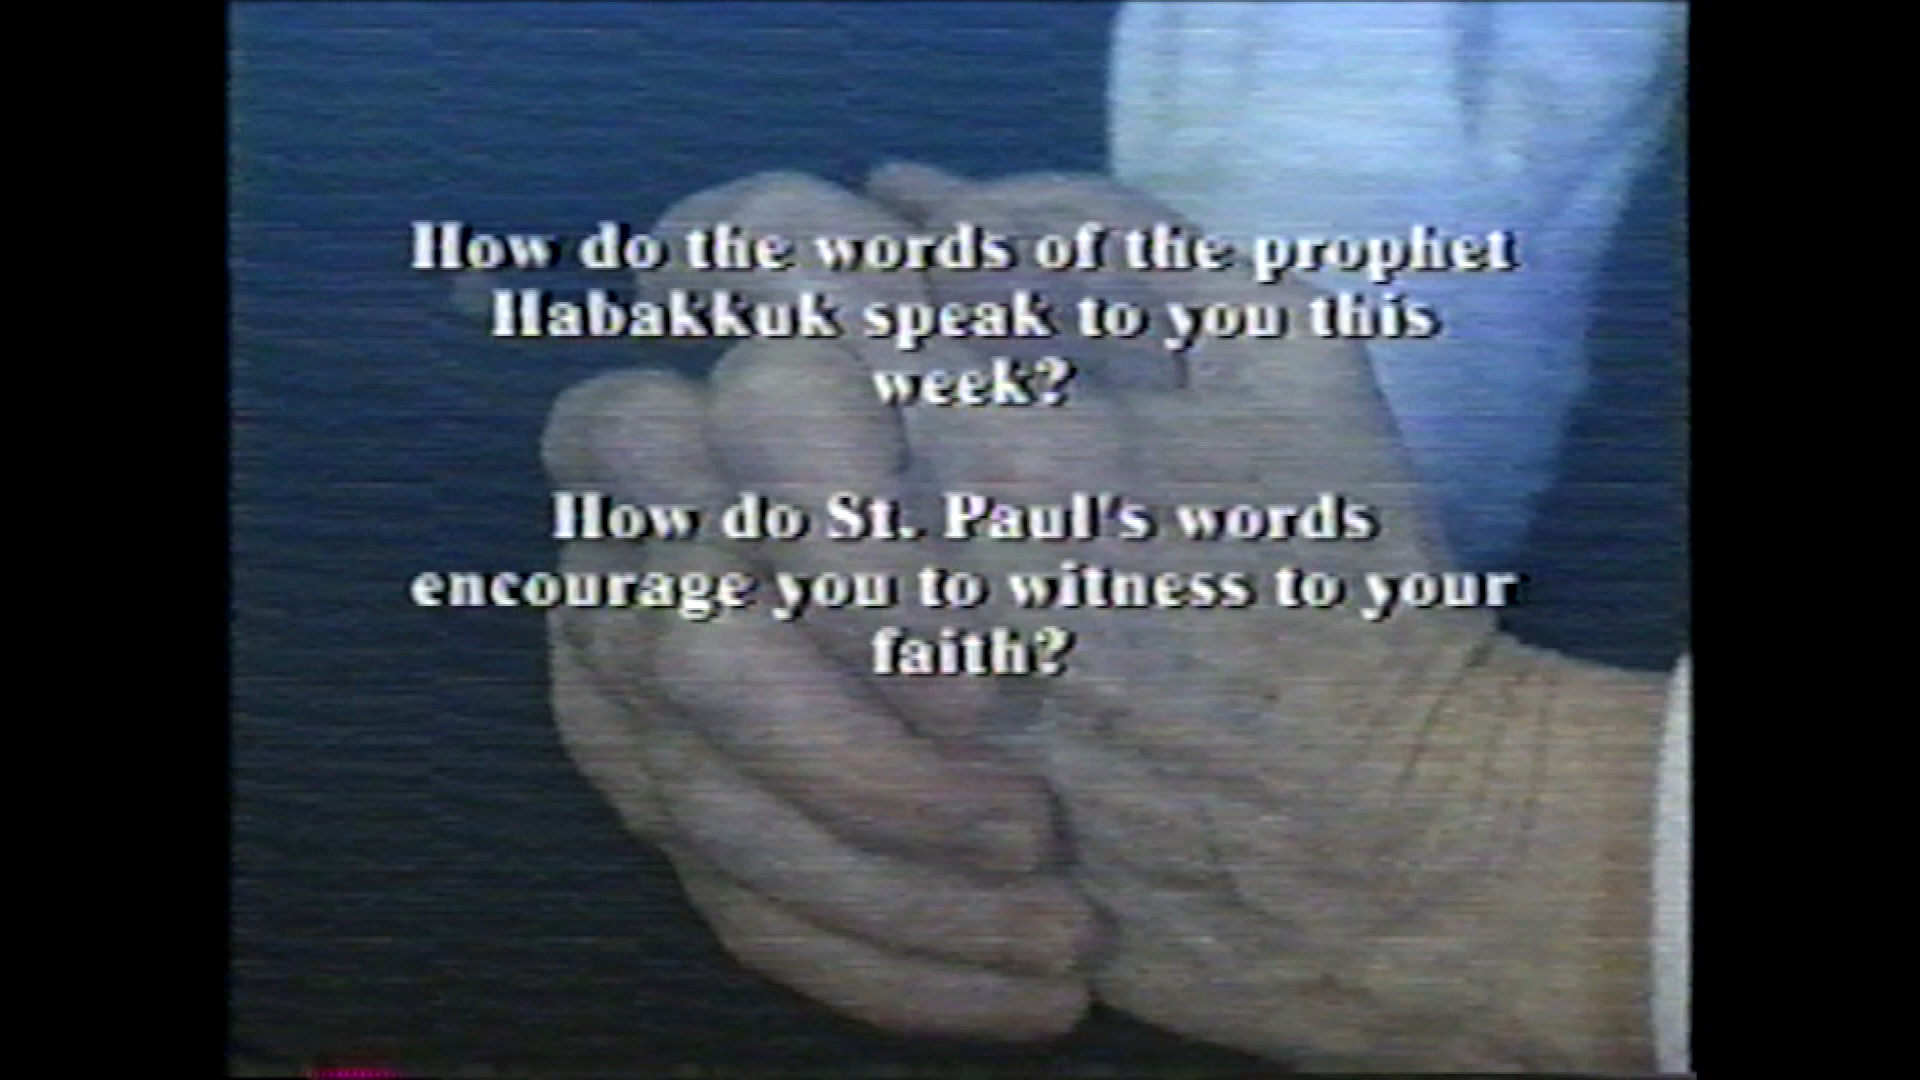 How do the words of the prophet
Habakkuk speak to you this
week?
How do St. Paul's words
encourage you to witness to your
faith?